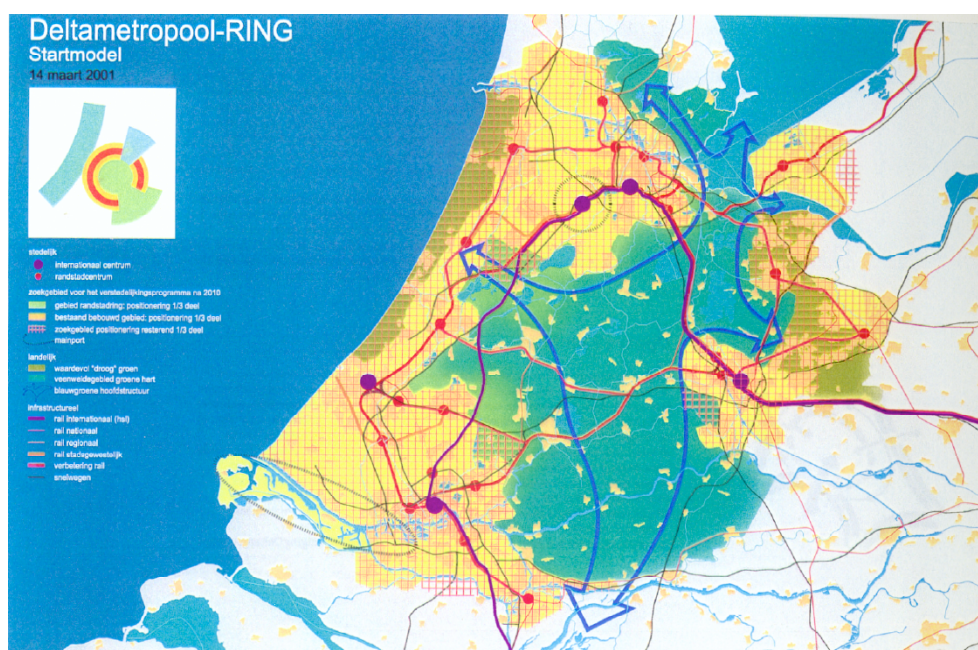 Deltametropool-RING
Startmodel
14 maart 2001
stedelijk
internationaal centrum
randstadcentrum
zoekgebied voor het verstedelijkingsprogramma na 2010
gebied randstadring: positionering 1/3 deel
bestaand bebouwd gebied: positionering 1/3 deel
zoekgebied positionering resterend 1/3 deel
mainport
landelijk
waardevol "droog" groen
veenweidegebied groene hart
blauwgroene hoofdstructuur
infrastructureel
rail internationaal (hsl)
rail nationaal
rail regionaal
rail stadsgewestelijk
verbetering rail
snelwegen